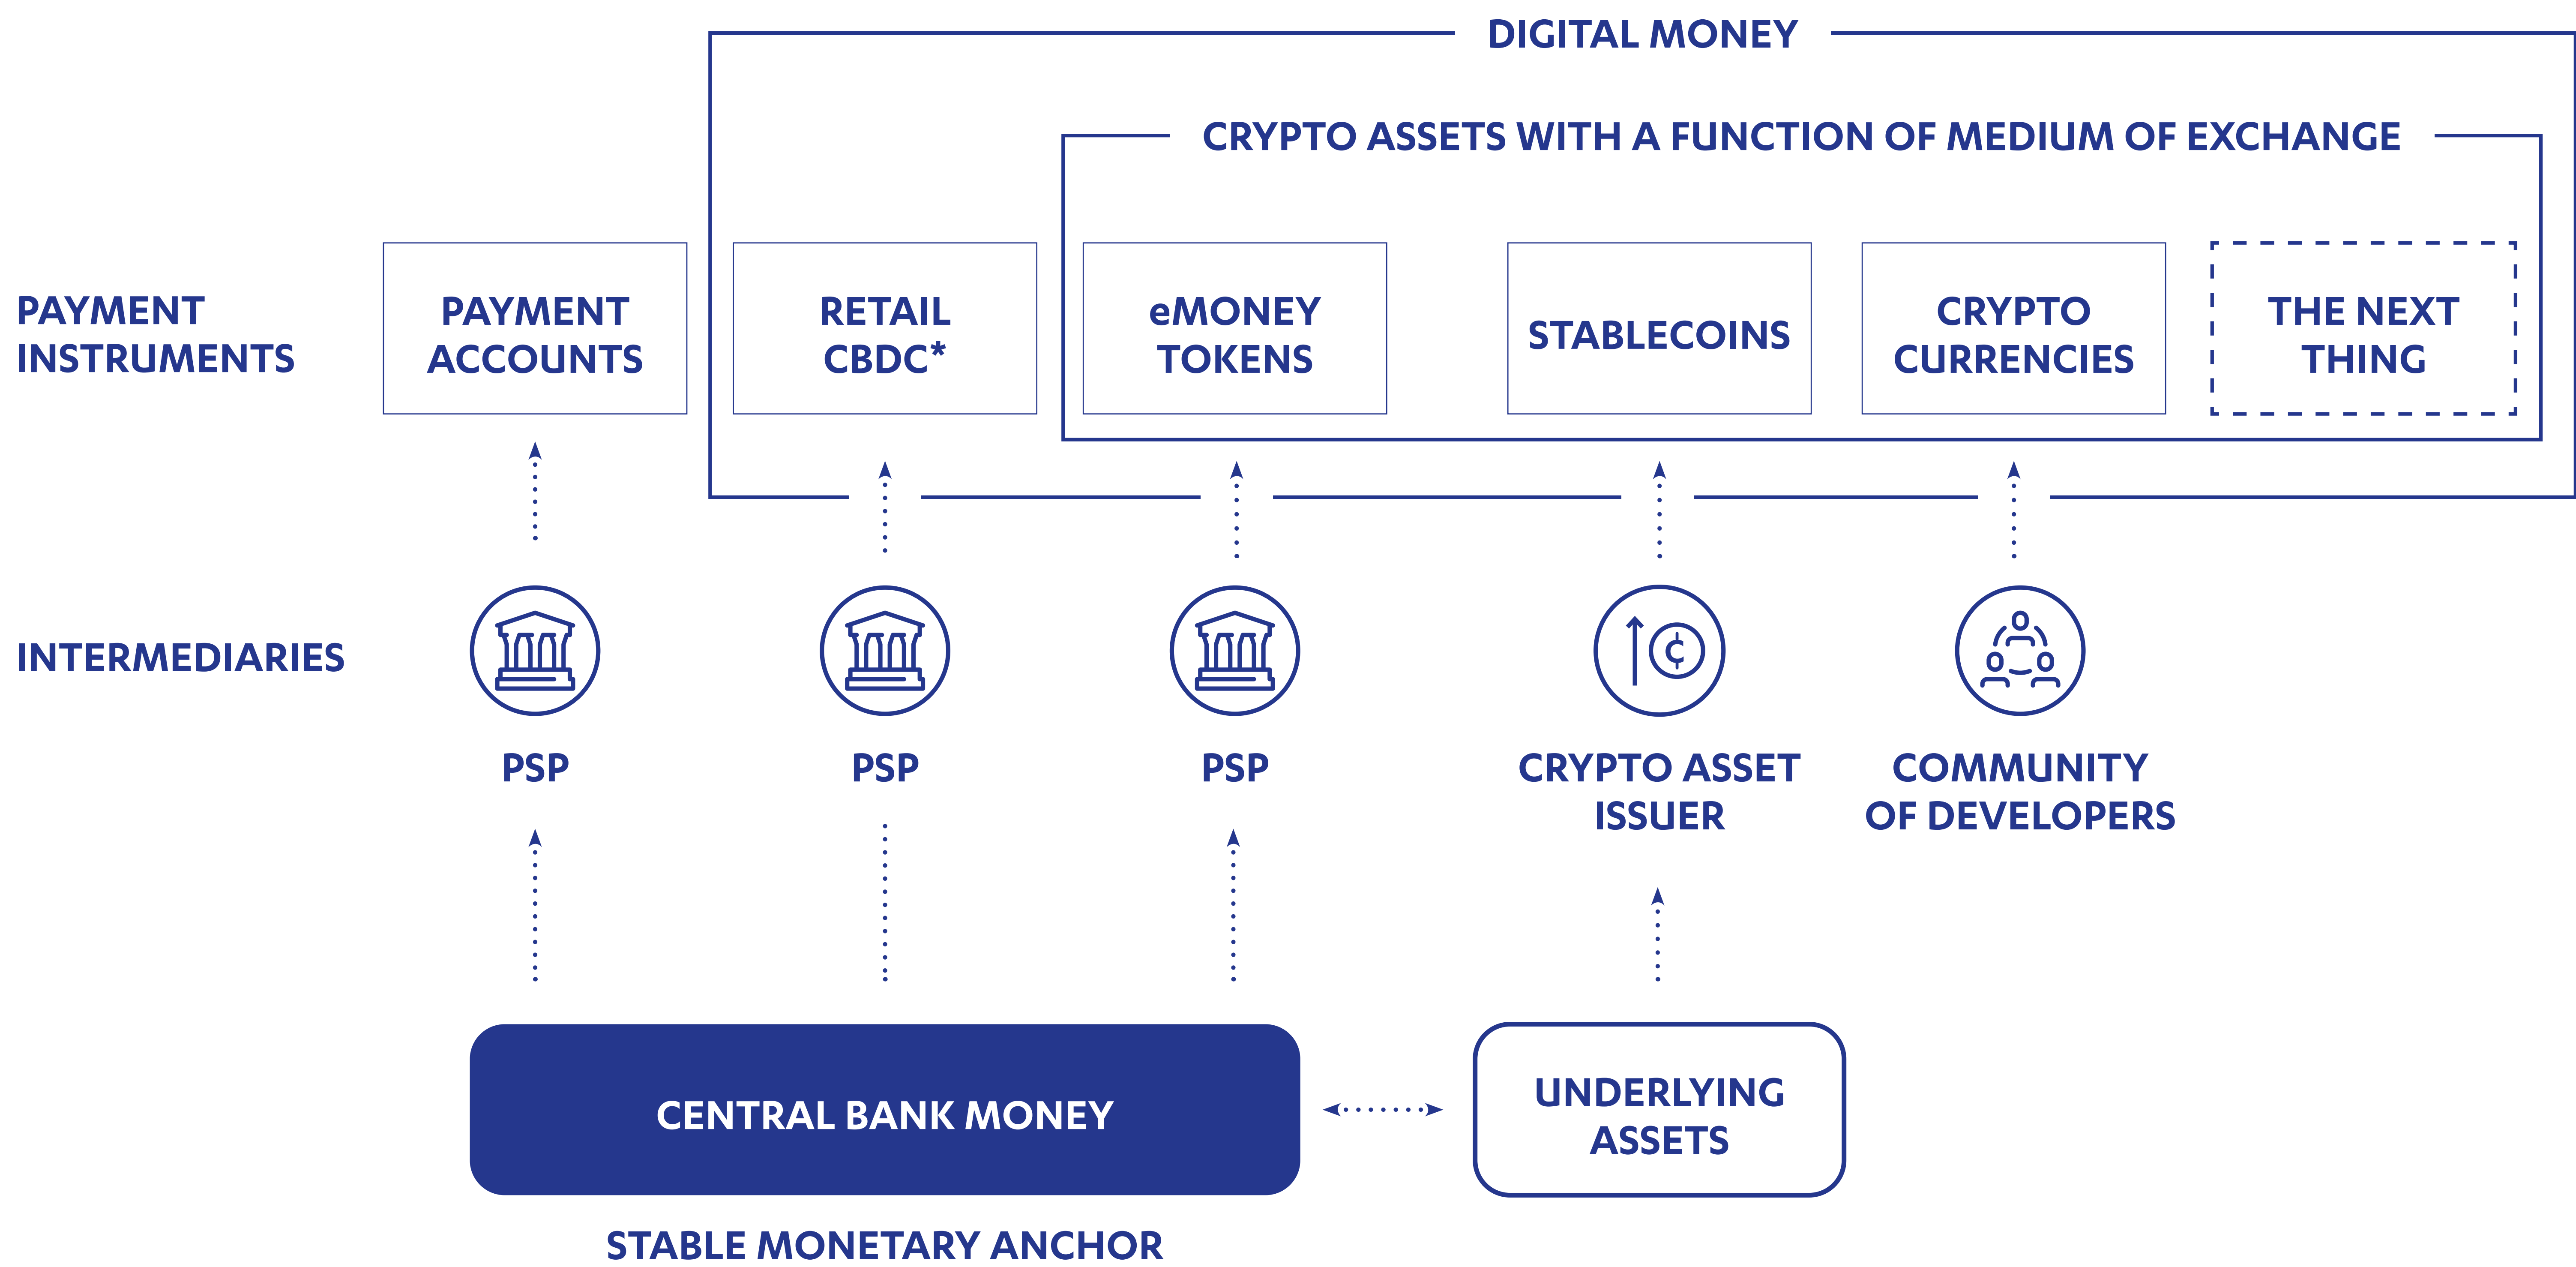 DIGITAL MONEY
CRYPTO ASSETS WITH A FUNCTION OF MEDIUM OF EXCHANGE
PAYMENT
INSTRUMENTS
PAYMENT
ACCOUNTS
RETAIL
CBDC*
eMONEY
TOKENS
STABLECOINS
CRYPTO
CURRENCIES
THE NEXT
THING
INTERMEDIARIES
¢
PSP
PSP
PSP
CRYPTO ASSET
ISSUER
COMMUNITY
OF DEVELOPERS
CENTRAL BANK MONEY
UNDERLYING
ASSETS
STABLE MONETARY ANCHOR